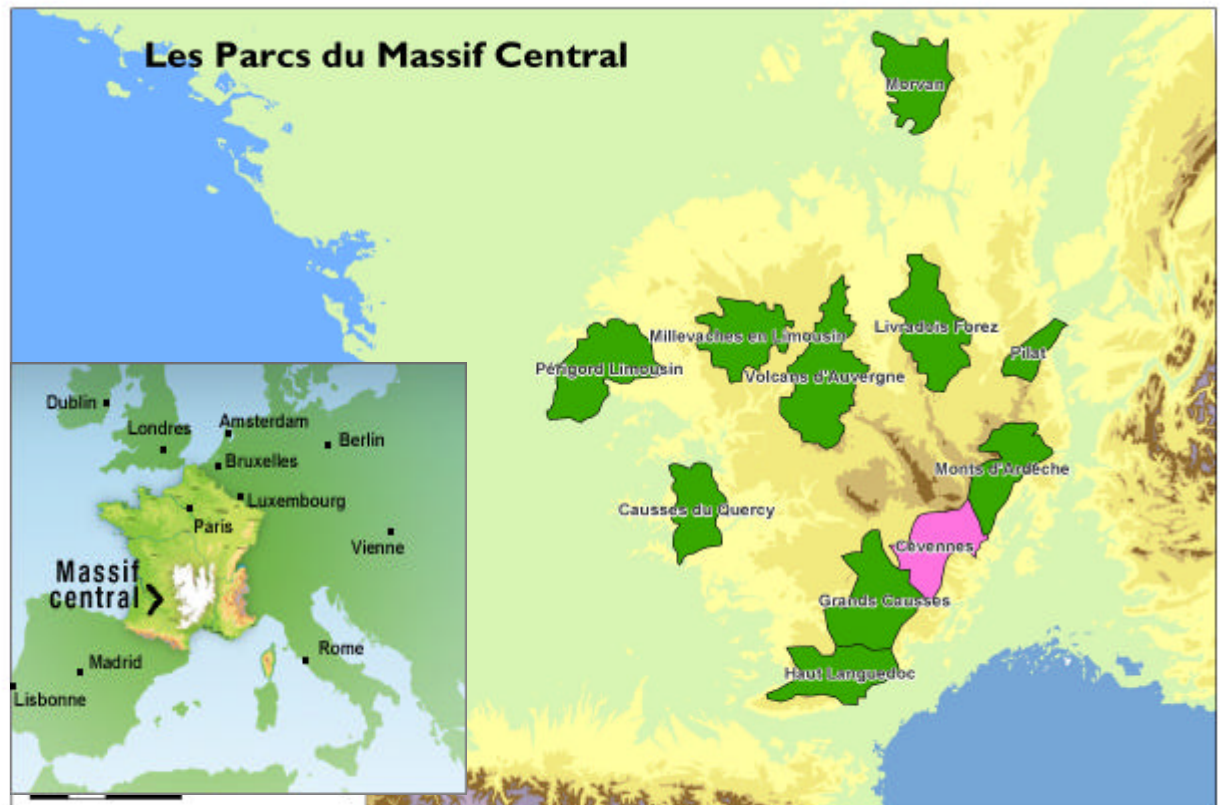 Les Parcs du Massif Central
Morvan
Livradois Forez
Millevaches en Limousin
Pilat
Périgord Limousin
Volcans d'Auvergne
Monts d'Ardèche
Causses du Quercy
Cévennes
Grands Causses
Haut Languedoc
Dublin
Londres
Amsterdam
Berlin
Bruxelles
Luxembourg
Paris
Vienne
Massif
central
Rome
Madrid
Lisbonne